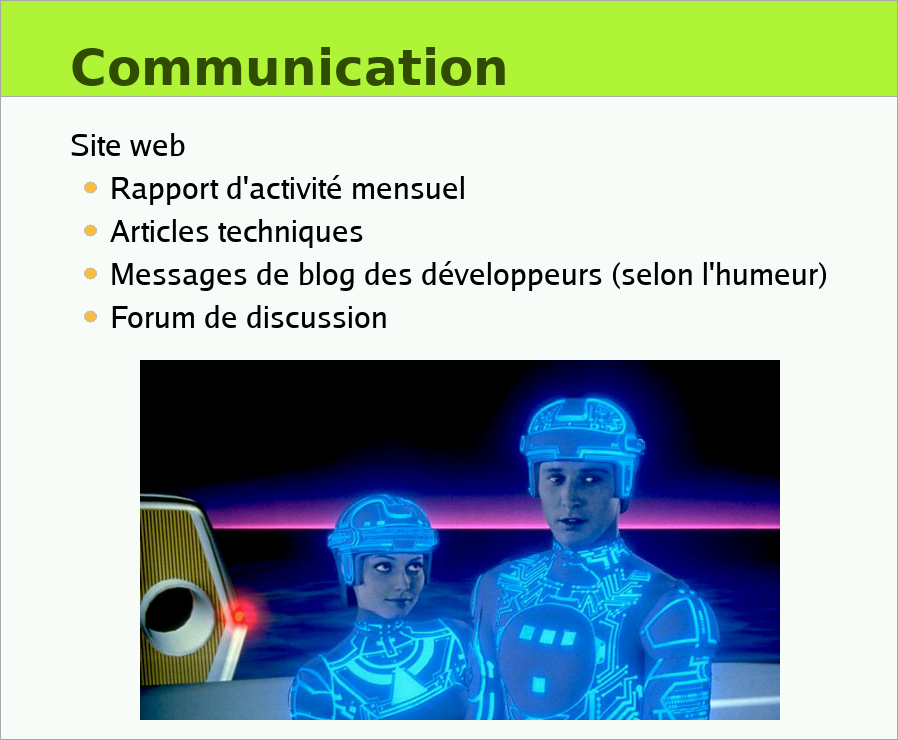 Communication
Site web
Rapport d'activité mensuel
Articles techniques
Messages de blog des développeurs (selon l'humeur)
Forum de discussion